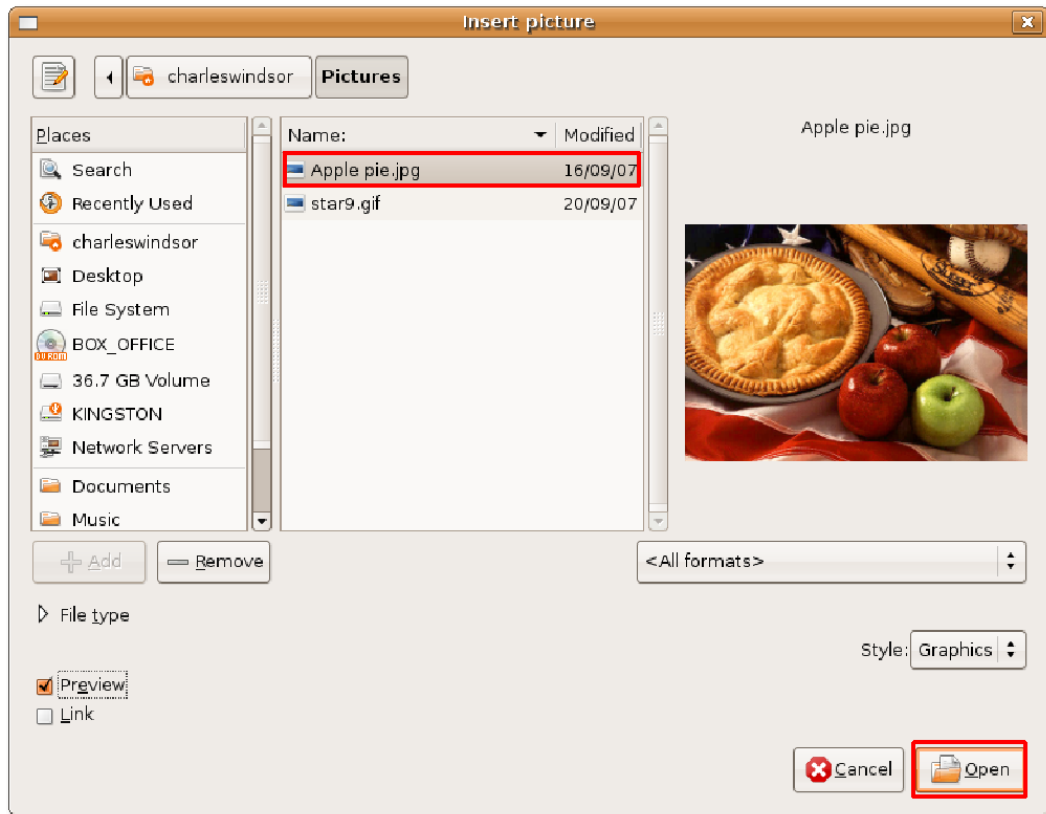 Insert picture
charleswindsor Pictures
Places
Search
Recently Used
charleswindsor
Desktop
File System
BOX_OFFICE
36.7 GB Volume
KINGSTON
Network Servers
Documents
Music
Name: Modified
Apple pie.jpg 16/09/07
star9.gif 20/09/07
Apple pie.jpg
Add Remove
<All formats>
File type
Style: Graphics
Preview
Link
Cancel Open